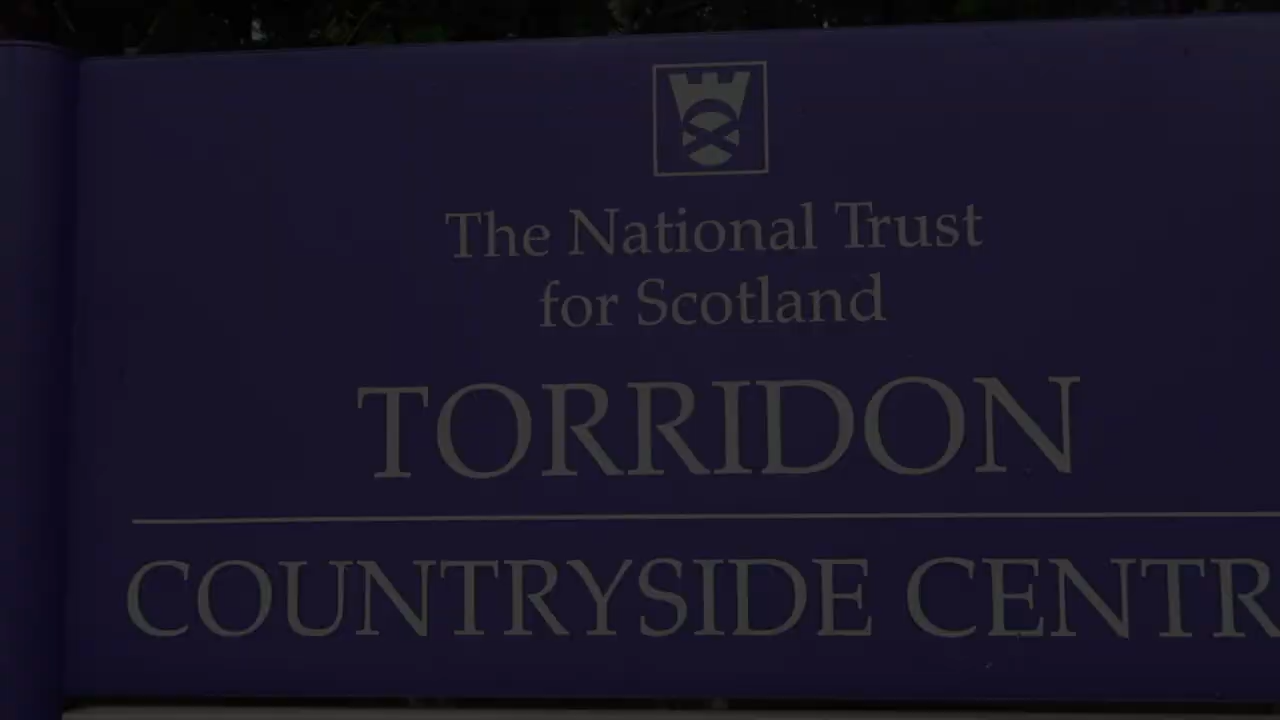 The National Trust
for Scotland
TORRIDON
COUNTRYSIDE CENTR